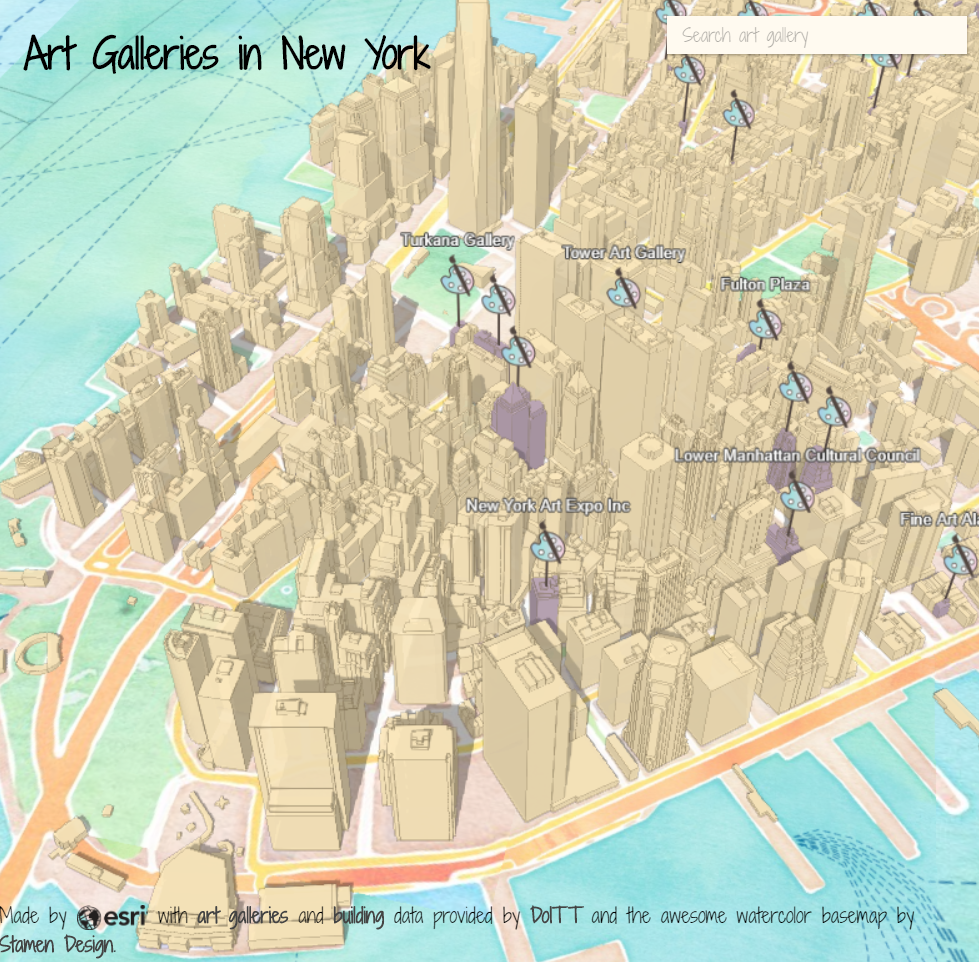 Art Galleries in New York
Search art gallery
Turkana Gallery
Tower Art Gallery
Fulton Plaza
Lower Manhattan Cultural Council
New York Art Expo Inc
Fine Art
Made by esri with art galleries and building data provided by DoITT and the awesome watercolor basemap by
Stamen Design.